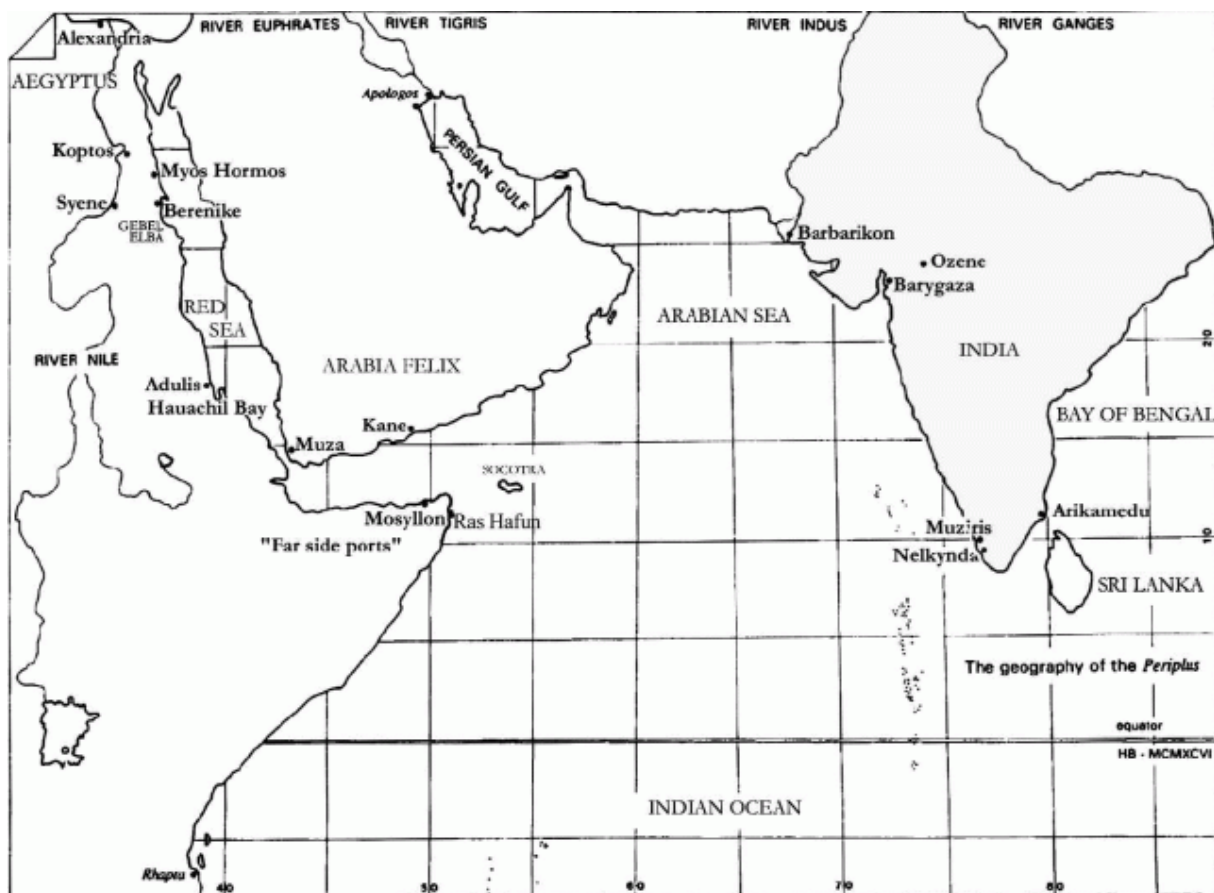 RIVER EUPHRATES
RIVER TIGRIS
RIVER INDUS
RIVER GANGES
Alexandria
AEGYPTUS
Apologos
PERSIAN GULF
Koptos
Myos Hormos
Syene
Berenike
GEBEL
ELBA
Barbarikon
Ozene
Barygaza
RED
SEA
ARABIAN SEA
INDIA
20
RIVER NILE
ARABIA FELIX
Adulis
Hauachil Bay
Kane
BAY OF BENGAL
Muza
SOCOTRA
Mosyllon
Ras Hafun
Arikamedu
Muziris
"Far side ports"
10
Nelkynda
SRI LANKA
The geography of the Periplus
equator
HB - MCMXCVI
INDIAN OCEAN
Rhapta
40
50
60
70
80